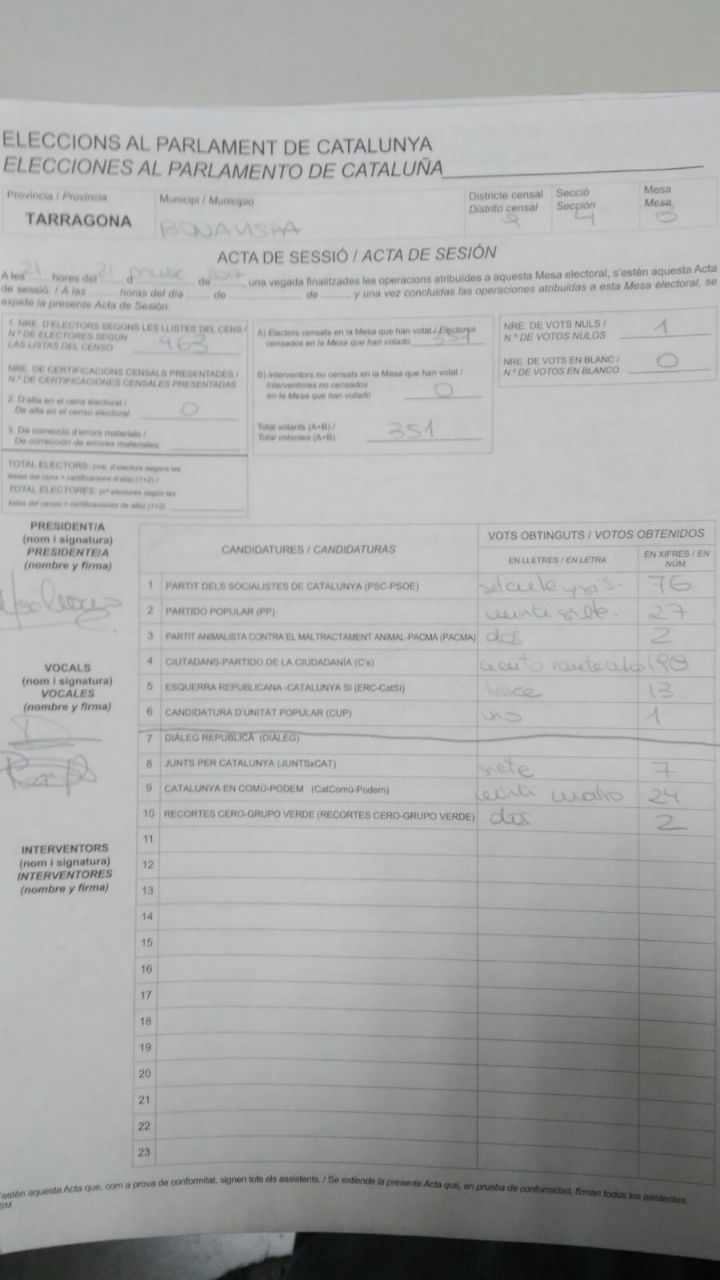 ELECCIONS AL PARLAMENT DE CATALUNYA
ELECCIONES AL PARLAMENTO DE CATALUÑA
Província / Provincia
TARRAGONA
Municipi / Municipio
BONAVISTA
Districte censal
Distrito censal
Secció
Sección
4
Mesa
Mesa
B
ACTA DE SESSIÓ / ACTA DE SESIÓN
A les 21 hores del 21 d de 2017, una vegada finalitzades les operacions atribuïdes a aquesta Mesa electoral, s'estén aquesta Acta
de sessió. / A las ........ horas del día ........ de ........ de ........ y una vez concluidas las operaciones atribuidas a esta Mesa electoral, se
expide la presente Acta de Sesión:
1. NRE. D'ELECTORS SEGONS LES LLISTES DEL CENS /
N.º DE ELECTORES SEGÚN
LAS LISTAS DEL CENSO 463
NRE. DE CERTIFICACIONS CENSALS PRESENTADES /
N.º DE CERTIFICACIONES CENSALES PRESENTADAS
2. D'alta en el cens electoral /
De alta en el censo electoral: 0
3. De correcció d'errors materials /
De corrección de errores materiales:
TOTAL ELECTORS: (nre. d'electors segons les
llistes del cens + certificacions d'alta) (1+2) /
TOTAL ELECTORES: (nº electores según las
listas del censo + certificaciones de alta) (1+2)
A) Electors censats en la Mesa que han votat / Electores
censados en la Mesa que han votado 351
B) Interventors no censats en la Mesa que han votat /
Interventores no censados
en la Mesa que han votado 0
Total votants (A+B) /
Total votantes (A+B) 351
NRE. DE VOTS NULS /
N.º DE VOTOS NULOS 1
NRE. DE VOTS EN BLANC /
N.º DE VOTOS EN BLANCO 0
PRESIDENT/A
(nom i signatura)
PRESIDENTE/A
(nombre y firma)
VOCALS
(nom i signatura)
VOCALES
(nombre y firma)
INTERVENTORS
(nom i signatura)
INTERVENTORES
(nombre y firma)
CANDIDATURES / CANDIDATURAS
VOTS OBTINGUTS / VOTOS OBTENIDOS
EN LLETRES / EN LETRA
EN XIFRES / EN NÚM.
1 PARTIT DELS SOCIALISTES DE CATALUNYA (PSC-PSOE) setenta y seis. 76
2 PARTIDO POPULAR (PP) veinti siete. 27
3 PARTIT ANIMALISTA CONTRA EL MALTRACTAMENT ANIMAL-PACMA (PACMA) dos 2
4 CIUTADANS-PARTIDO DE LA CIUDADANÍA (C's) ciento noventa ocho 198
5 ESQUERRA REPUBLICANA -CATALUNYA SÍ (ERC-CatSí) trece 13
6 CANDIDATURA D'UNITAT POPULAR (CUP) uno 1
7 DIÀLEG REPUBLICÀ (DIÀLEG)
8 JUNTS PER CATALUNYA (JUNTSxCAT) siete 7
9 CATALUNYA EN COMÚ-PODEM (CatComú-Podem) veinti cuatro 24
10 RECORTES CERO-GRUPO VERDE (RECORTES CERO-GRUPO VERDE) dos 2
11
12
13
14
15
16
17
18
19
20
21
22
23
estén aquesta Acta que, com a prova de conformitat, signen tots els assistents. / Se extiende la presente Acta que, en prueba de conformidad, firman todos los asistentes.
SM